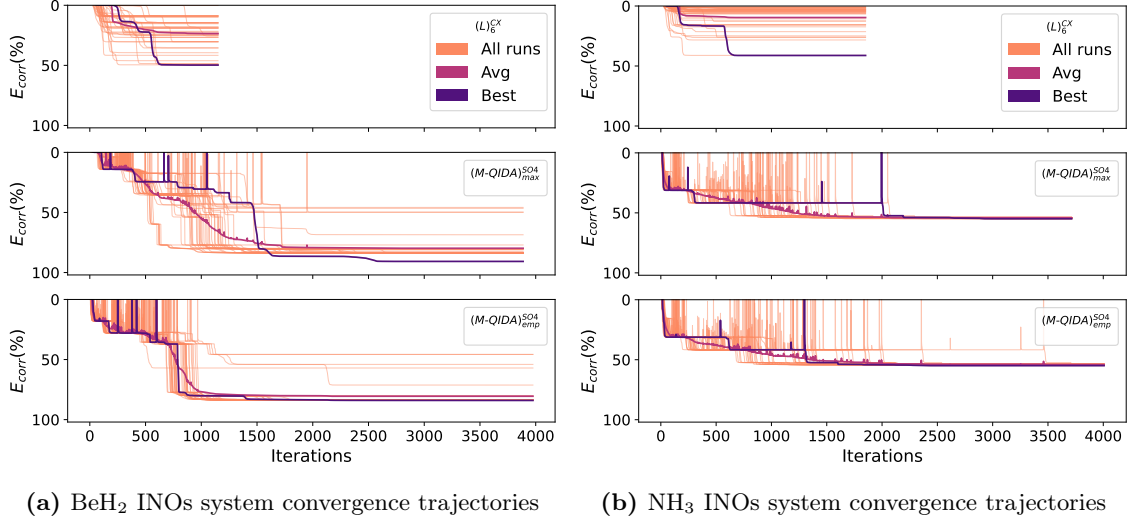 0
50
100
E_corr(%)
(L)_6^CX
All runs
Avg
Best
0
50
100
E_corr(%)
(M-QIDA)_max^SO4
0
50
100
E_corr(%)
(M-QIDA)_emp^SO4
0 500 1000 1500 2000 2500 3000 3500 4000
Iterations
(a) BeH₂ INOs system convergence trajectories
0
50
100
E_corr(%)
(L)_6^CX
All runs
Avg
Best
0
50
100
E_corr(%)
(M-QIDA)_max^SO4
0
50
100
E_corr(%)
(M-QIDA)_emp^SO4
0 500 1000 1500 2000 2500 3000 3500 4000
Iterations
(b) NH₃ INOs system convergence trajectories